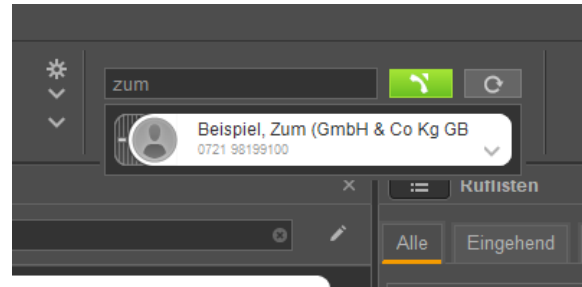 zum
Beispiel, Zum (GmbH & Co Kg GB
0721 98199100
Ruflisten
Alle Eingehend